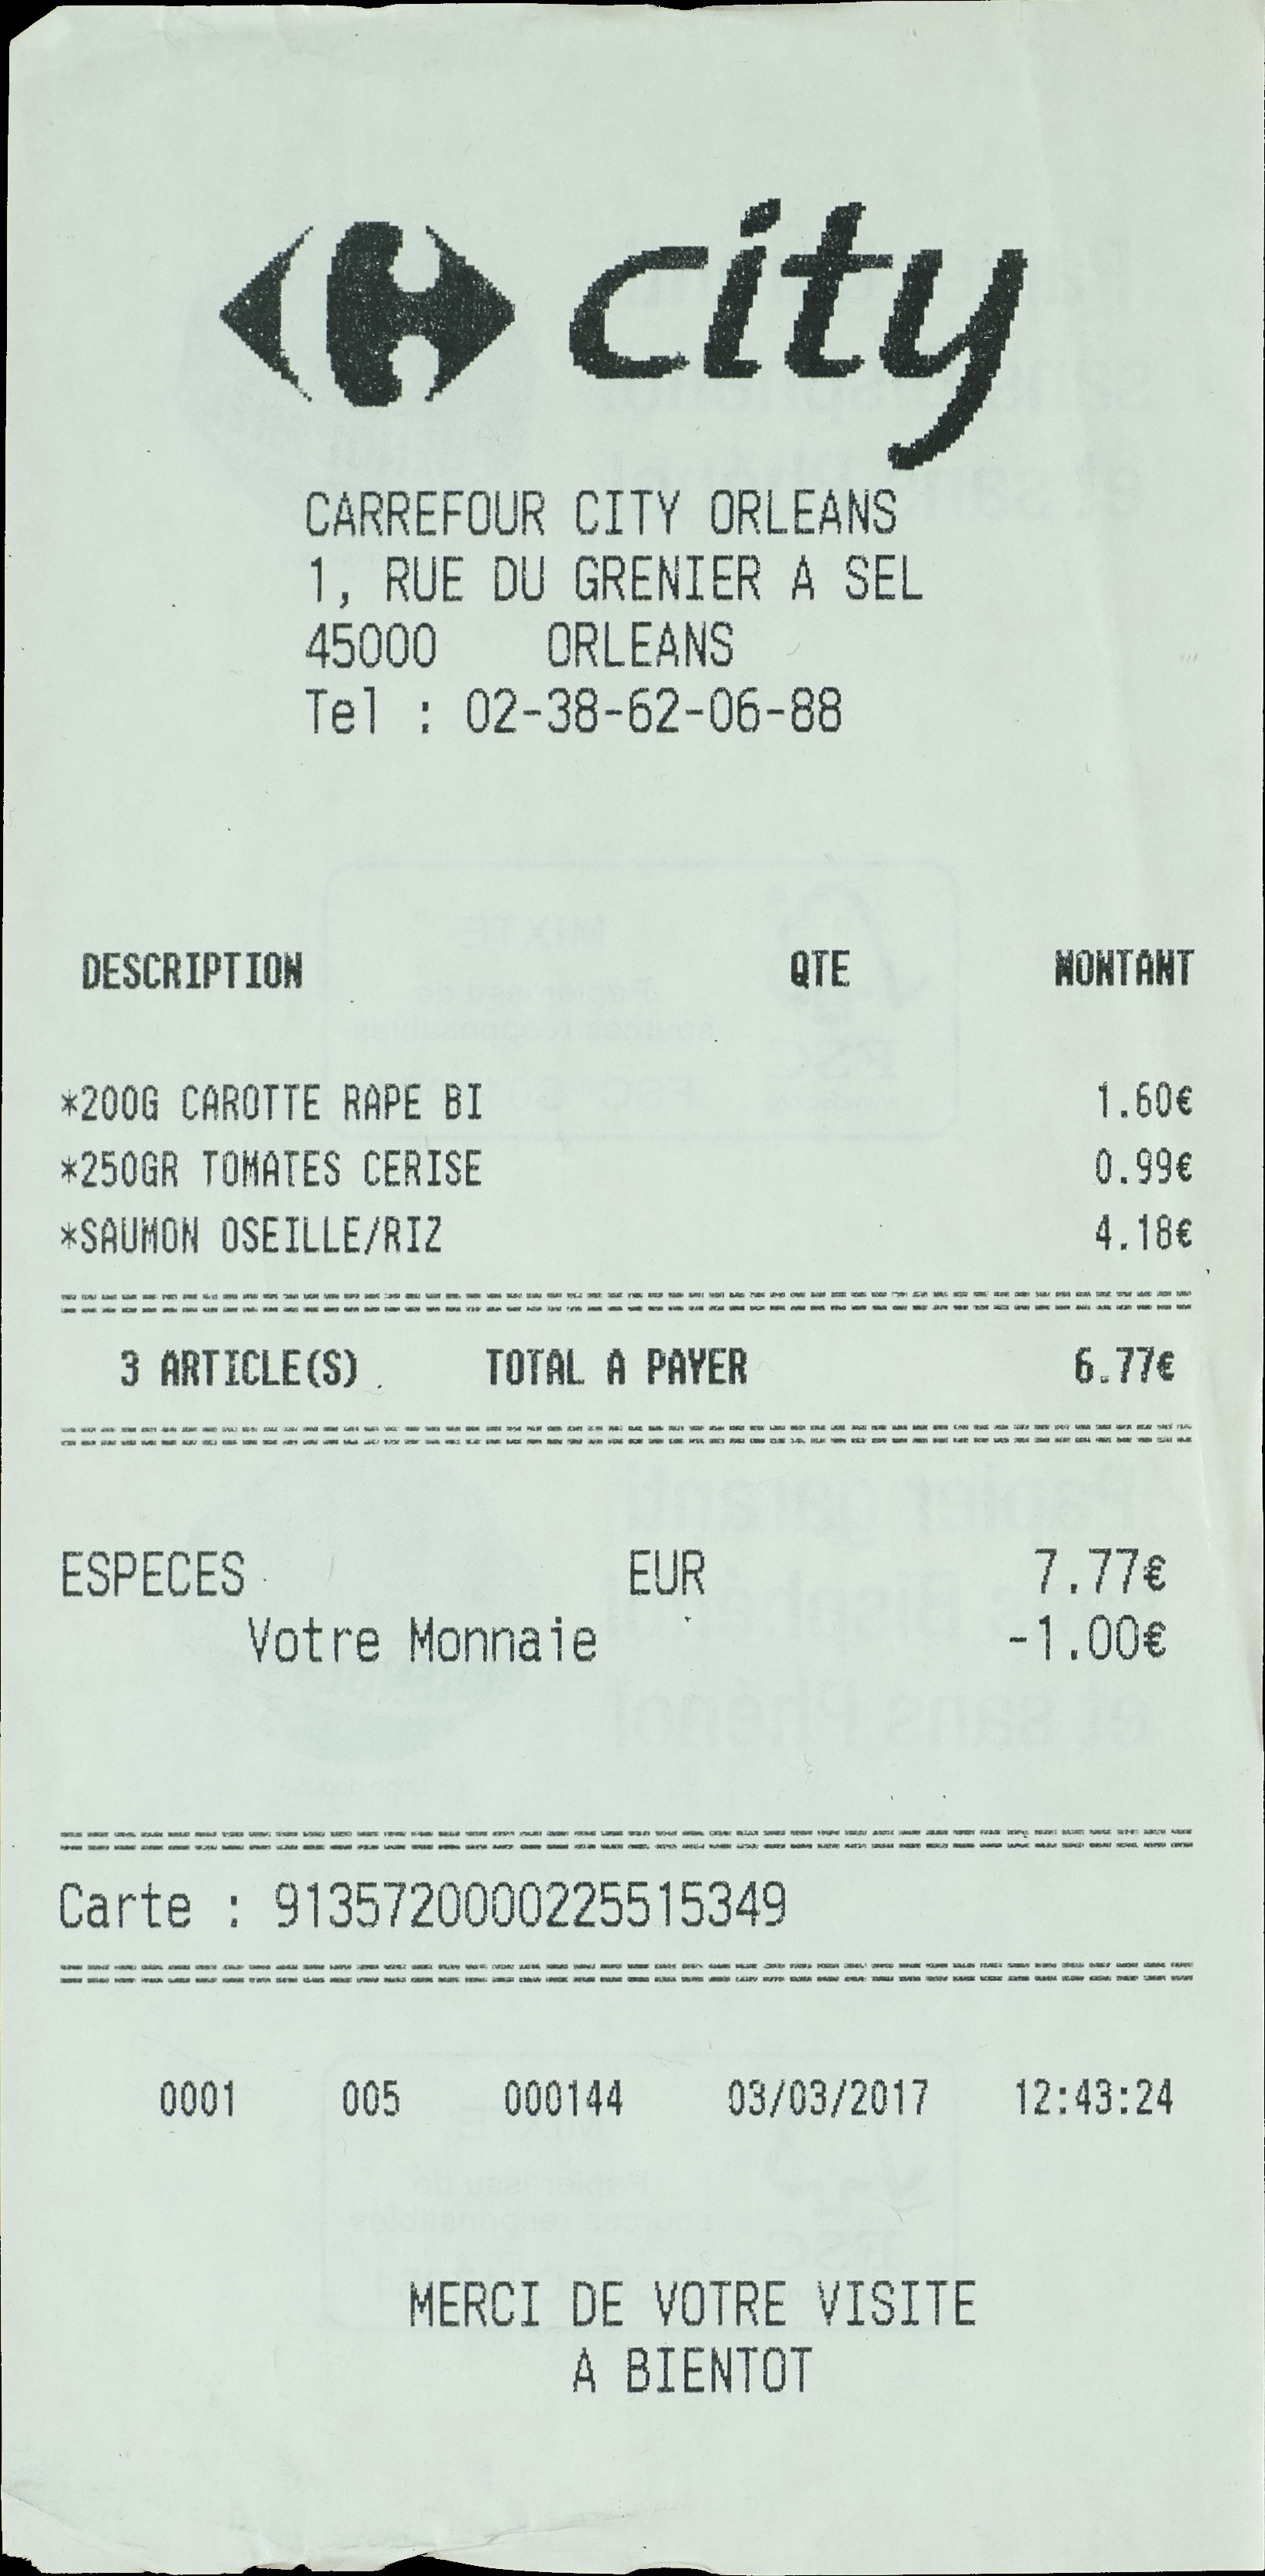 city
CARREFOUR CITY ORLEANS
1, RUE DU GRENIER A SEL
45000 ORLEANS
Tel : 02-38-62-06-88
DESCRIPTION QTE MONTANT
*200G CAROTTE RAPE BI 1.60€
*250GR TOMATES CERISE 0.99€
*SAUMON OSEILLE/RIZ 4.18€
3 ARTICLE(S) TOTAL A PAYER 6.77€
ESPECES EUR 7.77€
Votre Monnaie -1.00€
Carte : 9135720000225515349
0001 005 000144 03/03/2017 12:43:24
MERCI DE VOTRE VISITE
A BIENTOT